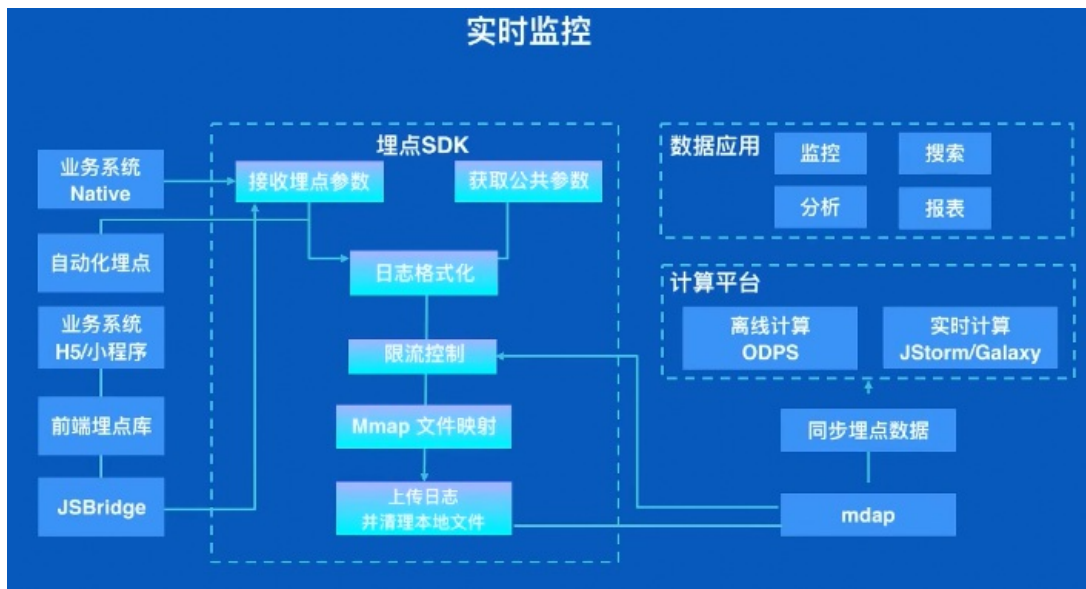 实时监控
业务系统
Native
自动化埋点
业务系统
H5/小程序
前端埋点库
JSBridge
埋点SDK
接收埋点参数
获取公共参数
日志格式化
限流控制
Mmap 文件映射
上传日志
并清理本地文件
数据应用
监控
搜索
分析
报表
计算平台
离线计算
ODPS
实时计算
JStorm/Galaxy
同步埋点数据
mdap